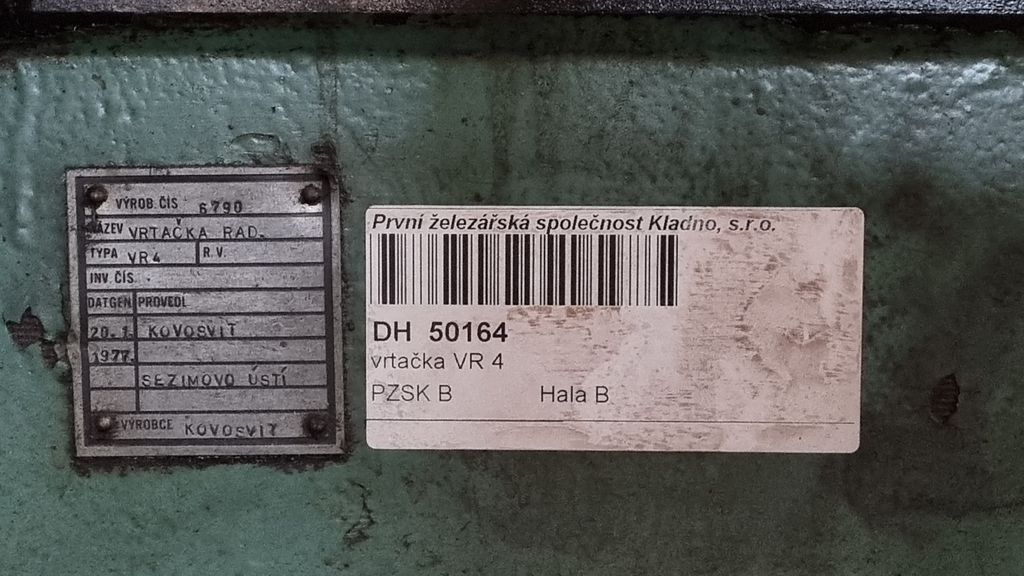 VÝROB. ČÍS 6790
NÁZEV VRTAČKA RAD.
TYPA VR4 R.V.
INV. ČÍS.
DAT.GEN. PROVEDL
20.1. KOVOSVIT
1977.
SEZIMOVO ÚSTÍ
VÝROBCE KOVOSVIT
První železářská společnost Kladno, s.r.o.
DH 50164
vrtačka VR 4
PZSK B Hala B